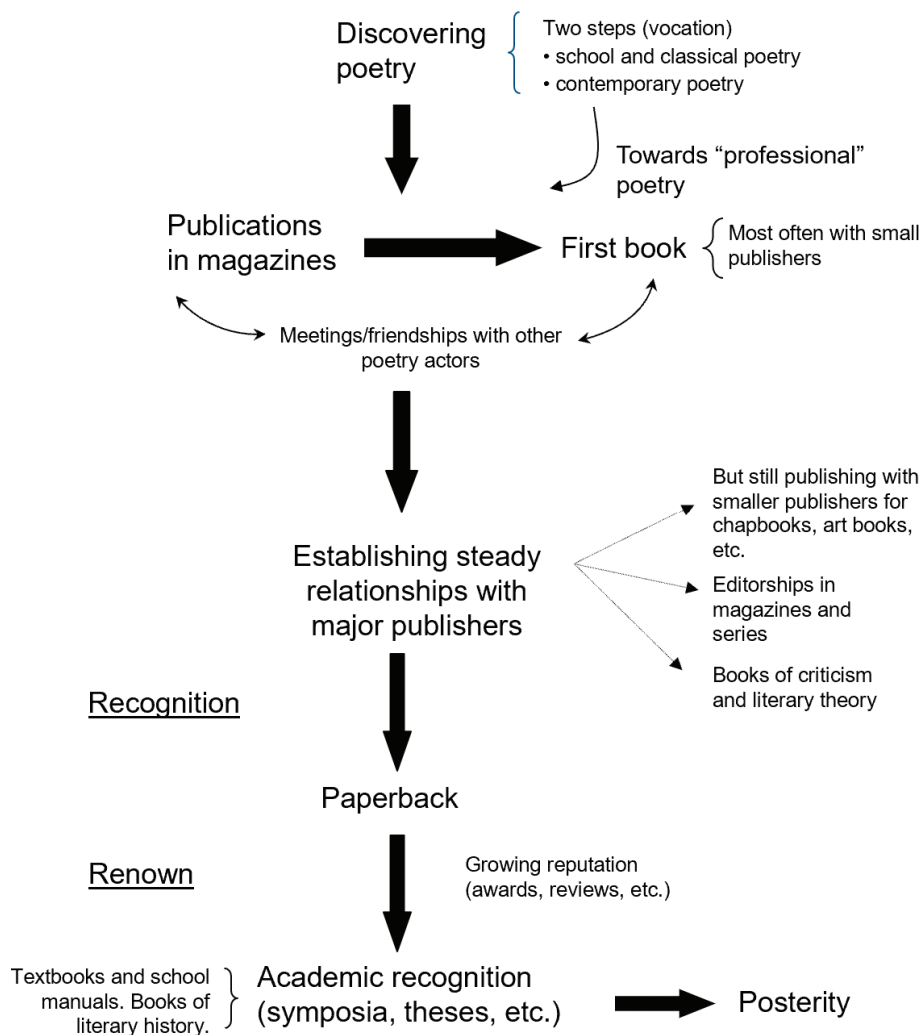 Discovering
poetry
Two steps (vocation)
• school and classical poetry
• contemporary poetry
Towards “professional”
poetry
Publications
in magazines
First book
Most often with small
publishers
Meetings/friendships with other
poetry actors
Establishing steady
relationships with
major publishers
But still publishing with
smaller publishers for
chapbooks, art books,
etc.
Editorships in
magazines and
series
Books of criticism
and literary theory
Recognition
Paperback
Renown
Growing reputation
(awards, reviews, etc.)
Textbooks and school
manuals. Books of
literary history.
Academic recognition
(symposia, theses, etc.)
Posterity